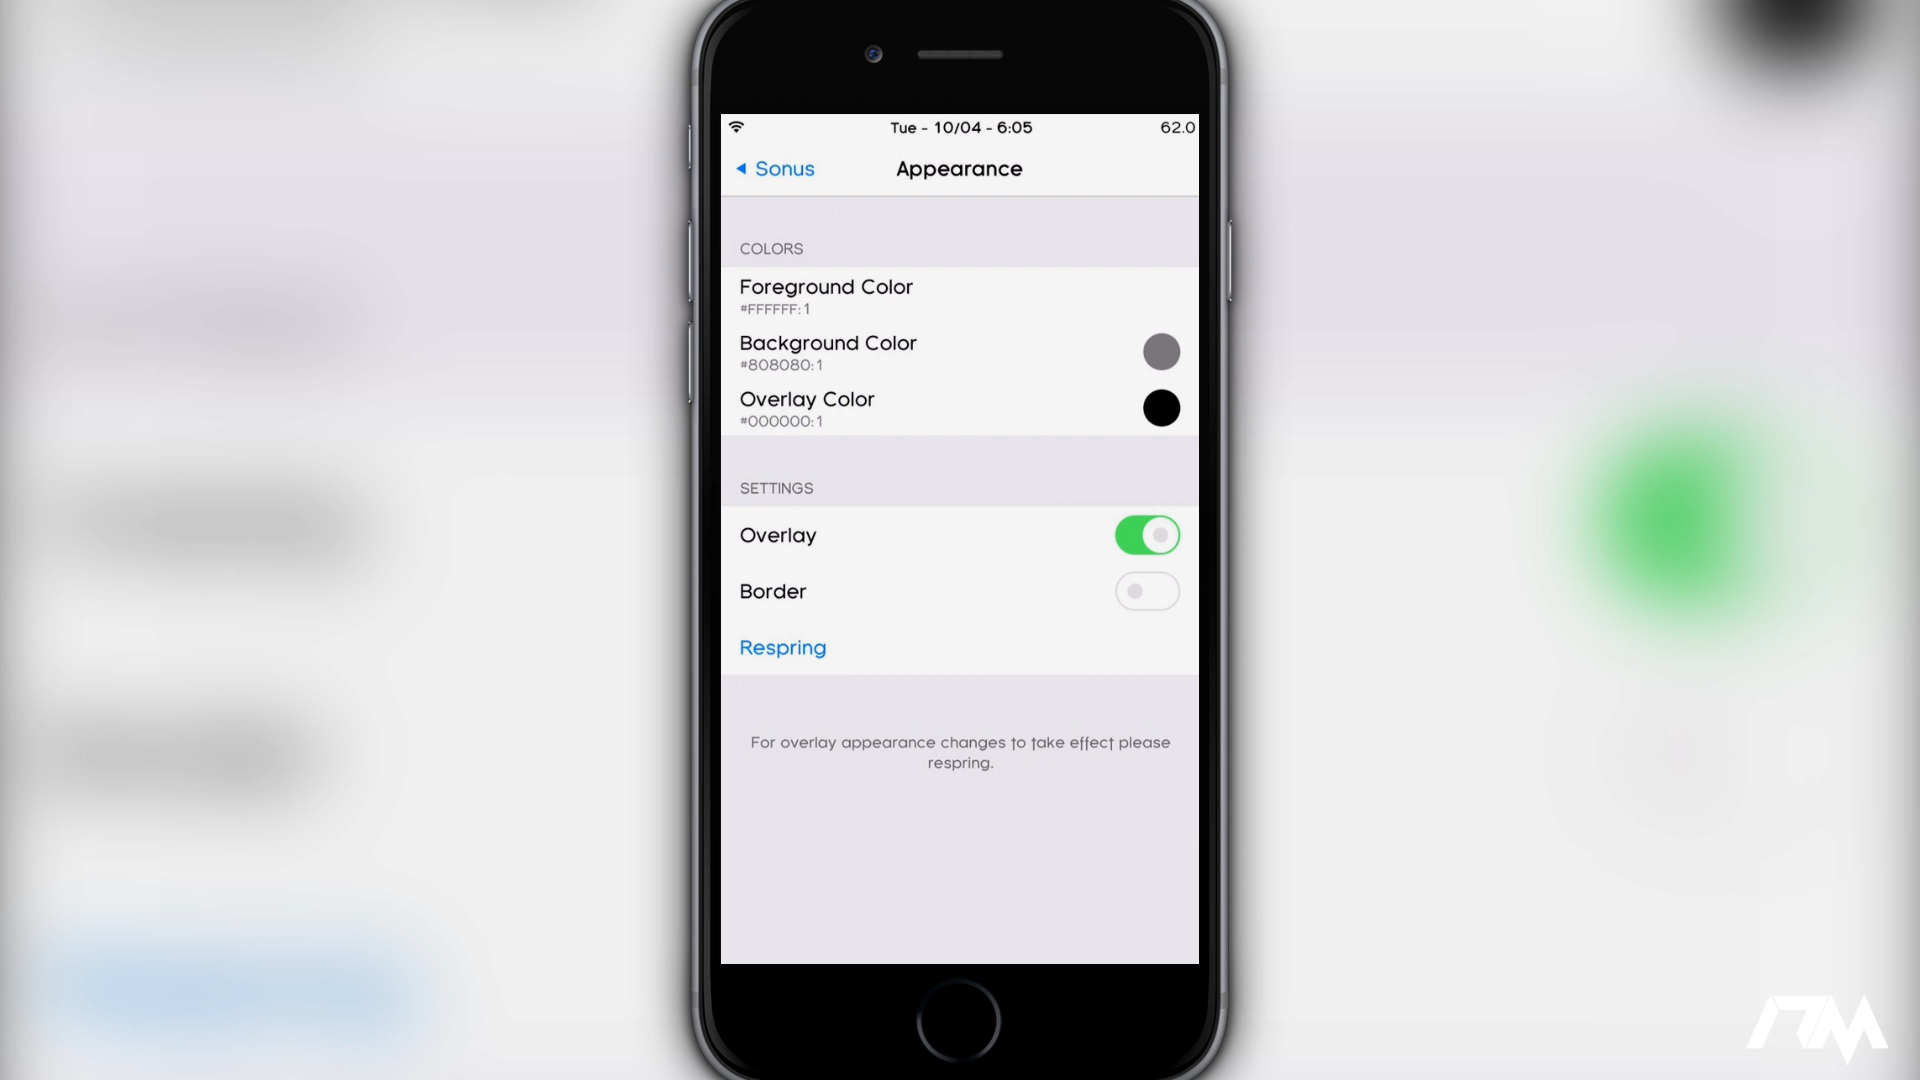 Tue - 10/04 - 6:05
62.0
Sonus
Appearance
COLORS
Foreground Color
#FFFFFF:1
Background Color
#808080:1
Overlay Color
#000000:1
SETTINGS
Overlay
Border
Respring
For overlay appearance changes to take effect please
respring.